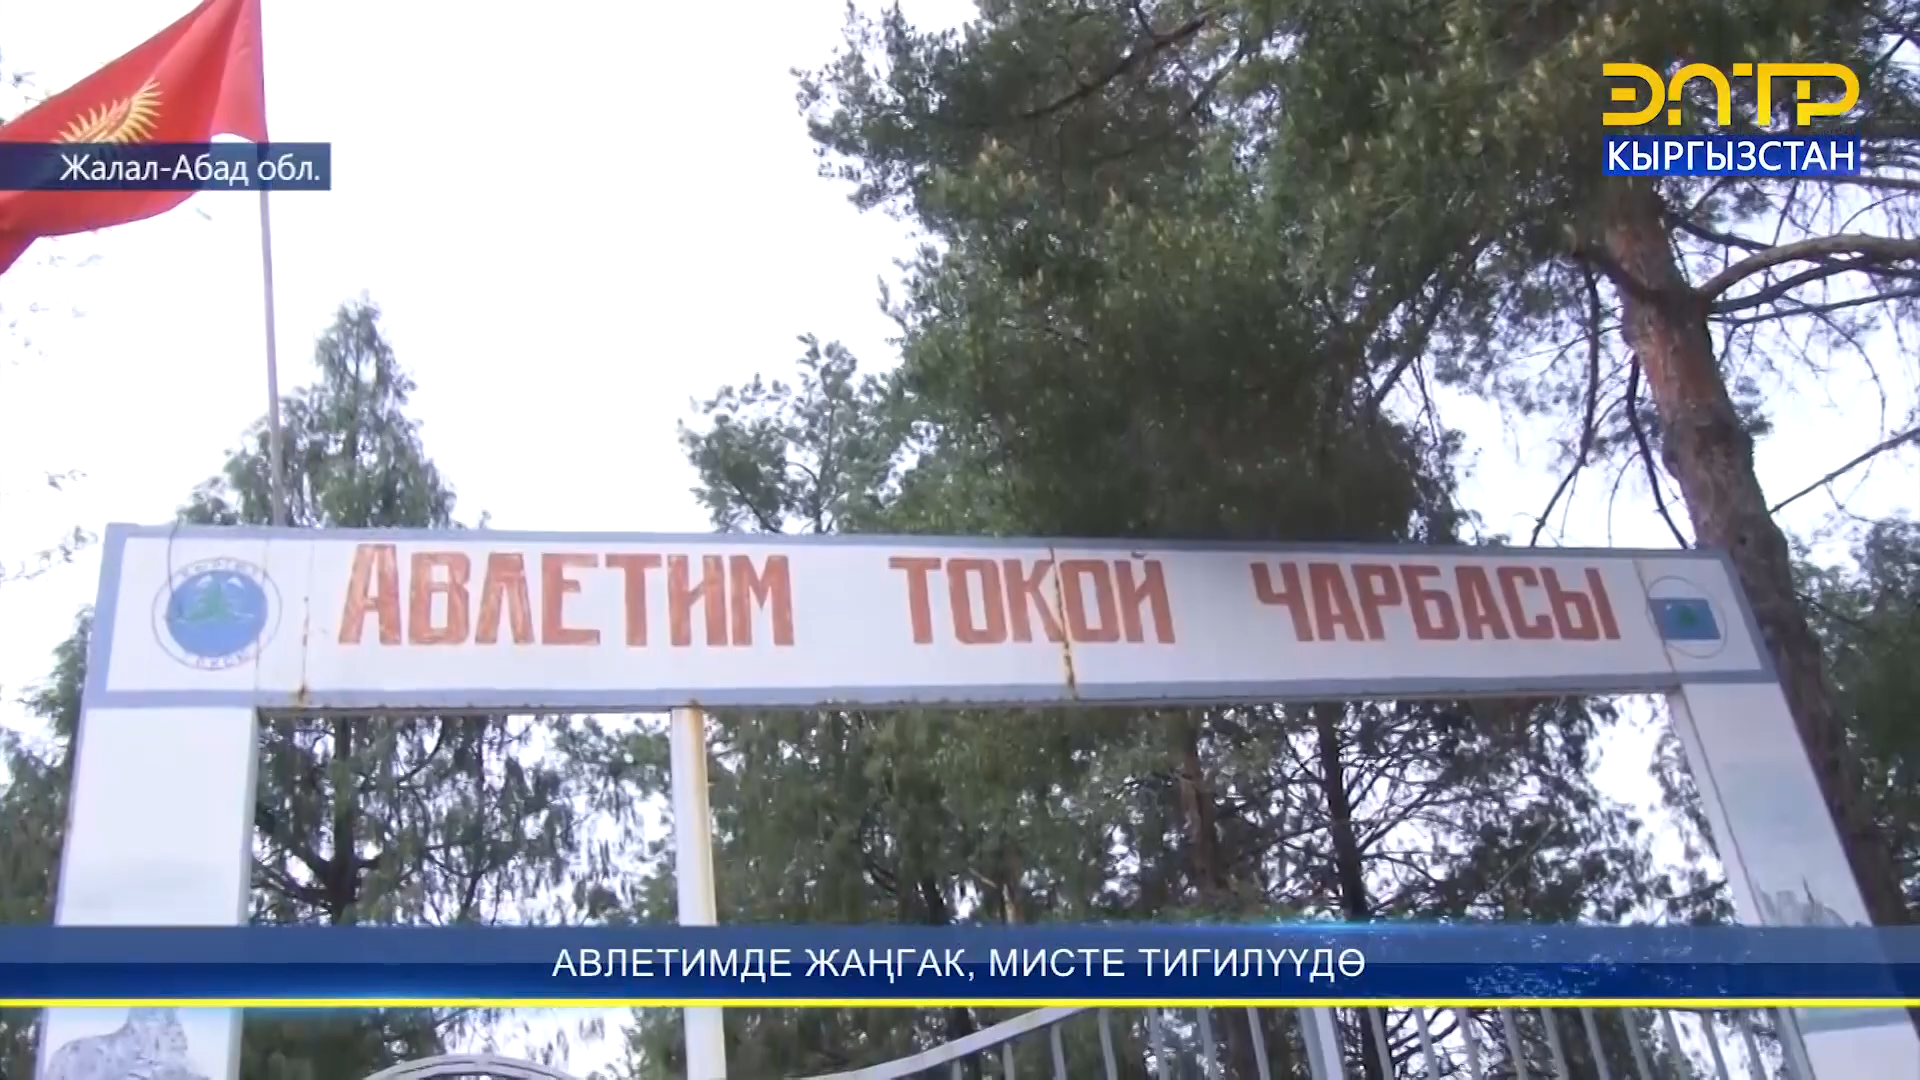 ЭЛТР
КЫРГЫЗСТАН
Жалал-Абад обл.
АВЛЕТИМ ТОКОЙ ЧАРБАСЫ
АВЛЕТИМДЕ ЖАҢГАК, МИСТЕ ТИГИЛҮҮДӨ